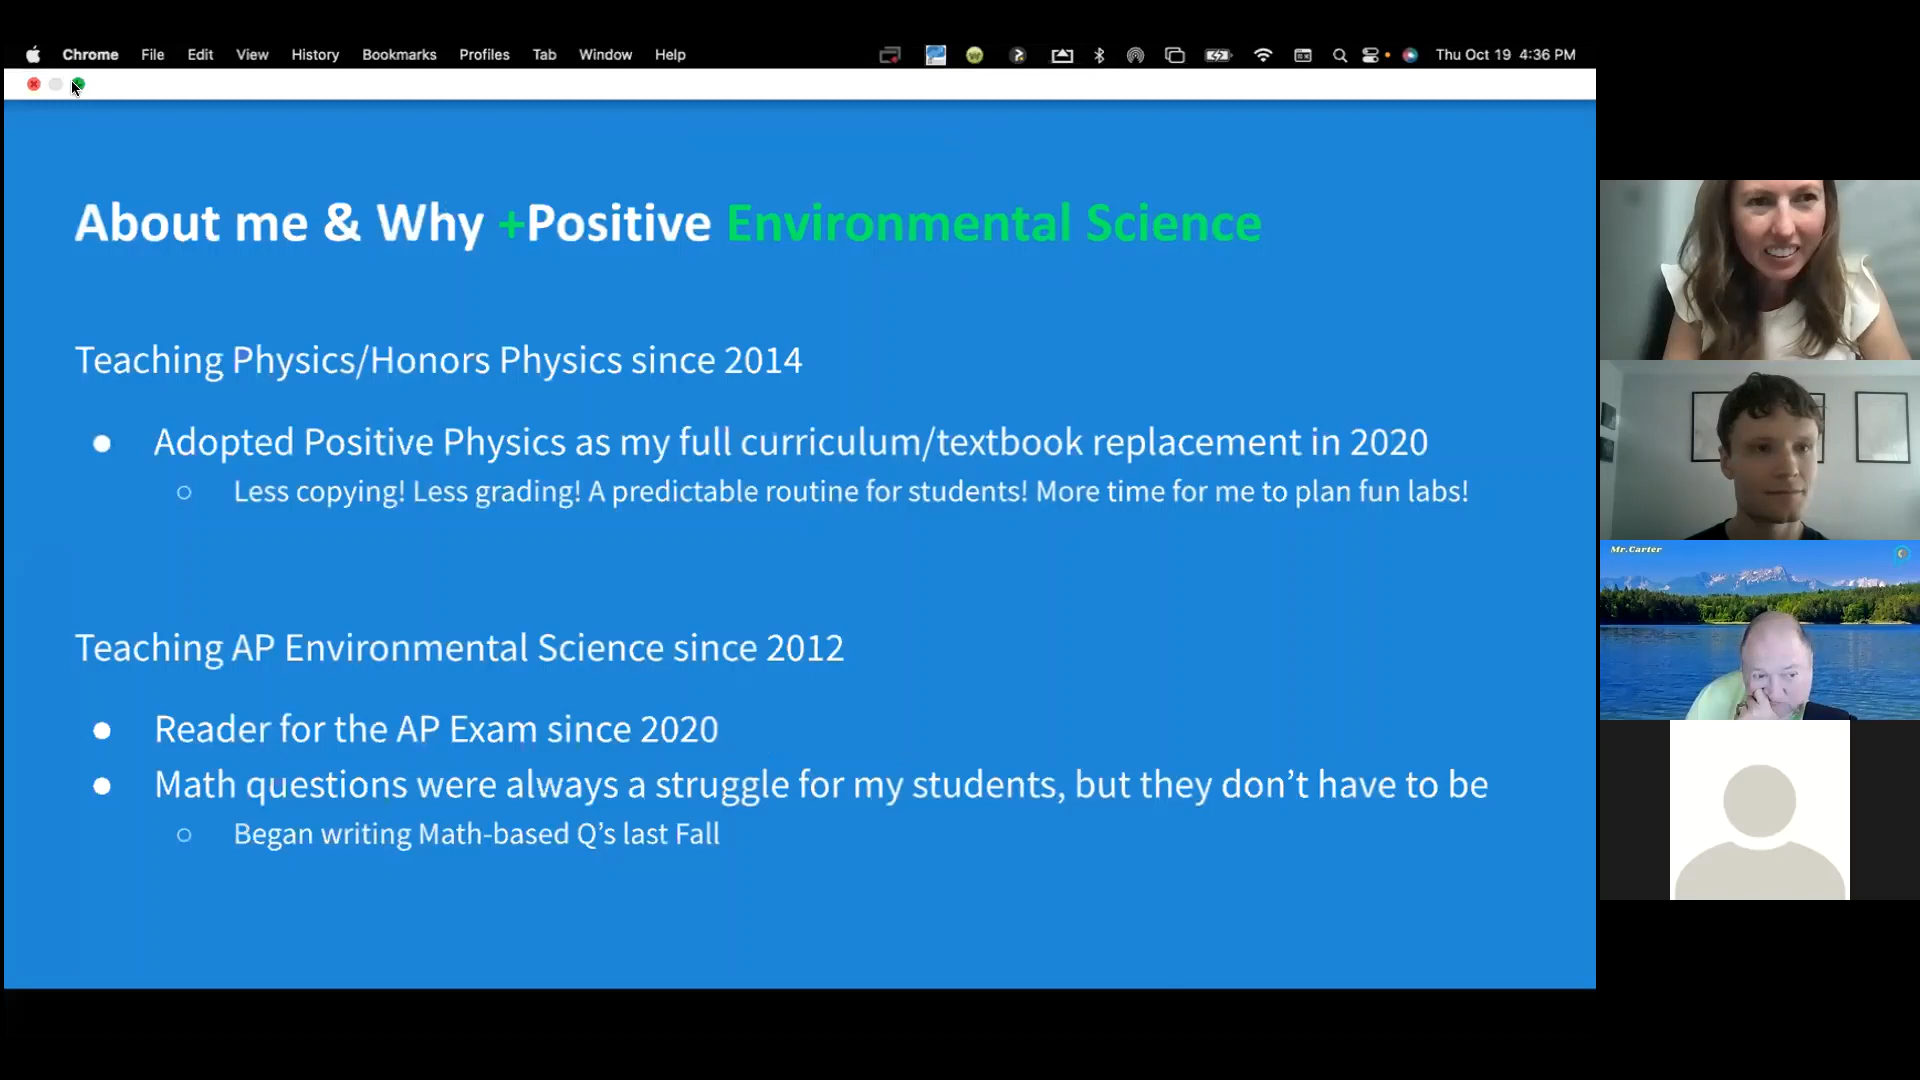 Chrome File Edit View History Bookmarks Profiles Tab Window Help Thu Oct 19 4:36 PM
About me & Why +Positive Environmental Science
Teaching Physics/Honors Physics since 2014
Adopted Positive Physics as my full curriculum/textbook replacement in 2020
Less copying! Less grading! A predictable routine for students! More time for me to plan fun labs!
Teaching AP Environmental Science since 2012
Reader for the AP Exam since 2020
Math questions were always a struggle for my students, but they don’t have to be
Began writing Math-based Q’s last Fall
Mr.Carter